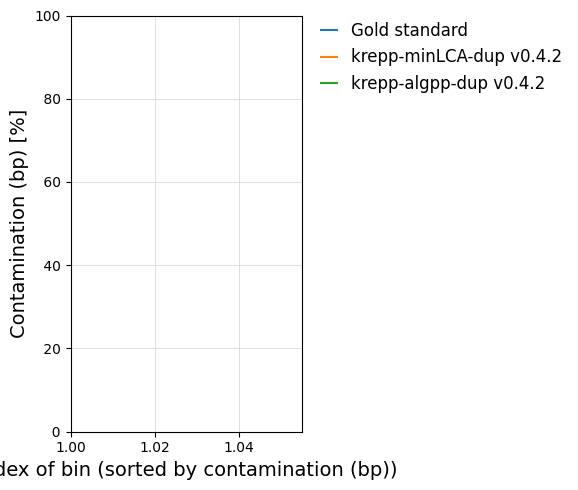 100
80
60
40
20
0
Contamination (bp) [%]
1.00 1.02 1.04
dex of bin (sorted by contamination (bp))
Gold standard
krepp-minLCA-dup v0.4.2
krepp-algpp-dup v0.4.2